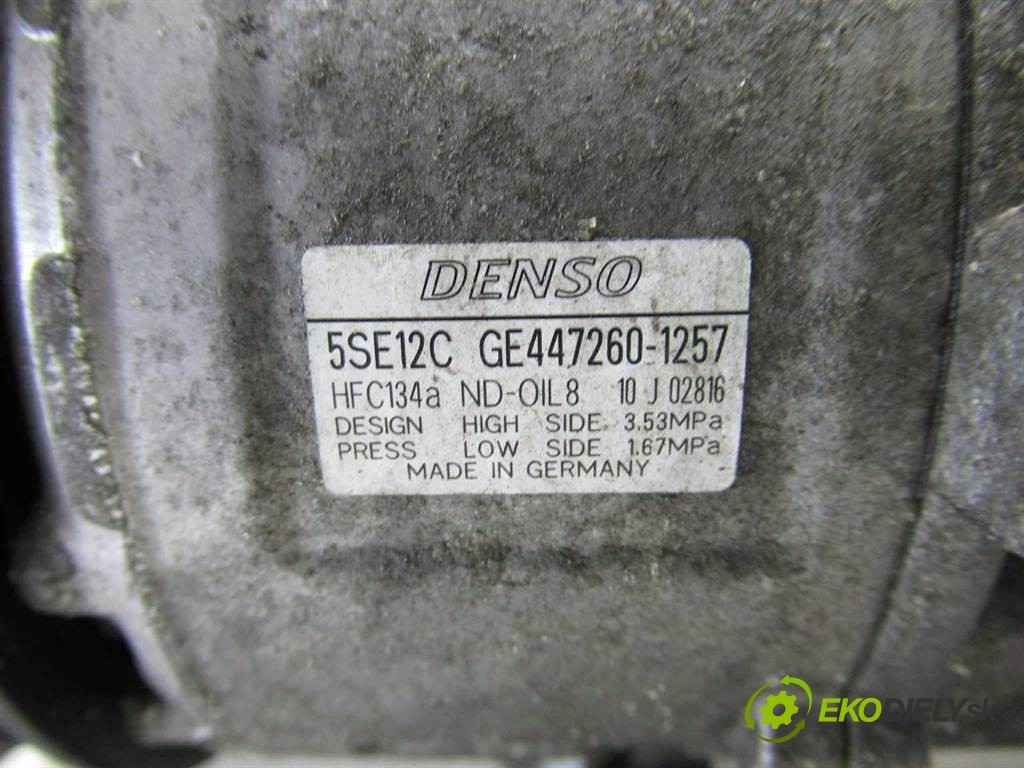 DENSO
5SE12C GE447260-1257
HFC134a ND-OIL8 10 J 02816
DESIGN HIGH SIDE 3.53MPa
PRESS LOW SIDE 1.67MPa
MADE IN GERMANY
EKODIELY.sk